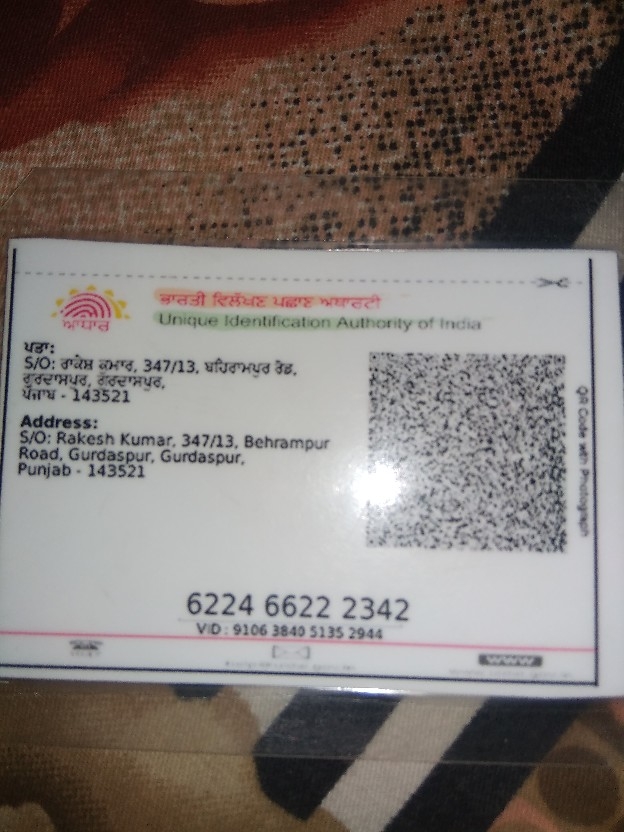 ਭਾਰਤੀ ਵਿਲੱਖਣ ਪਛਾਣ ਅਥਾਰਟੀ
Unique Identification Authority of India
ਆਧਾਰ
ਪਤਾ:
S/O: ਰਾਕੇਸ਼ ਕੁਮਾਰ, 347/13, ਬਹਿਰਾਮਪੁਰ ਰੋਡ,
ਗੁਰਦਾਸਪੁਰ, ਗੁਰਦਾਸਪੁਰ,
ਪੰਜਾਬ - 143521
Address:
S/O: Rakesh Kumar, 347/13, Behrampur
Road, Gurdaspur, Gurdaspur,
Punjab - 143521
QR Code with Photograph
6224 6622 2342
VID : 9106 3840 5135 2944
www